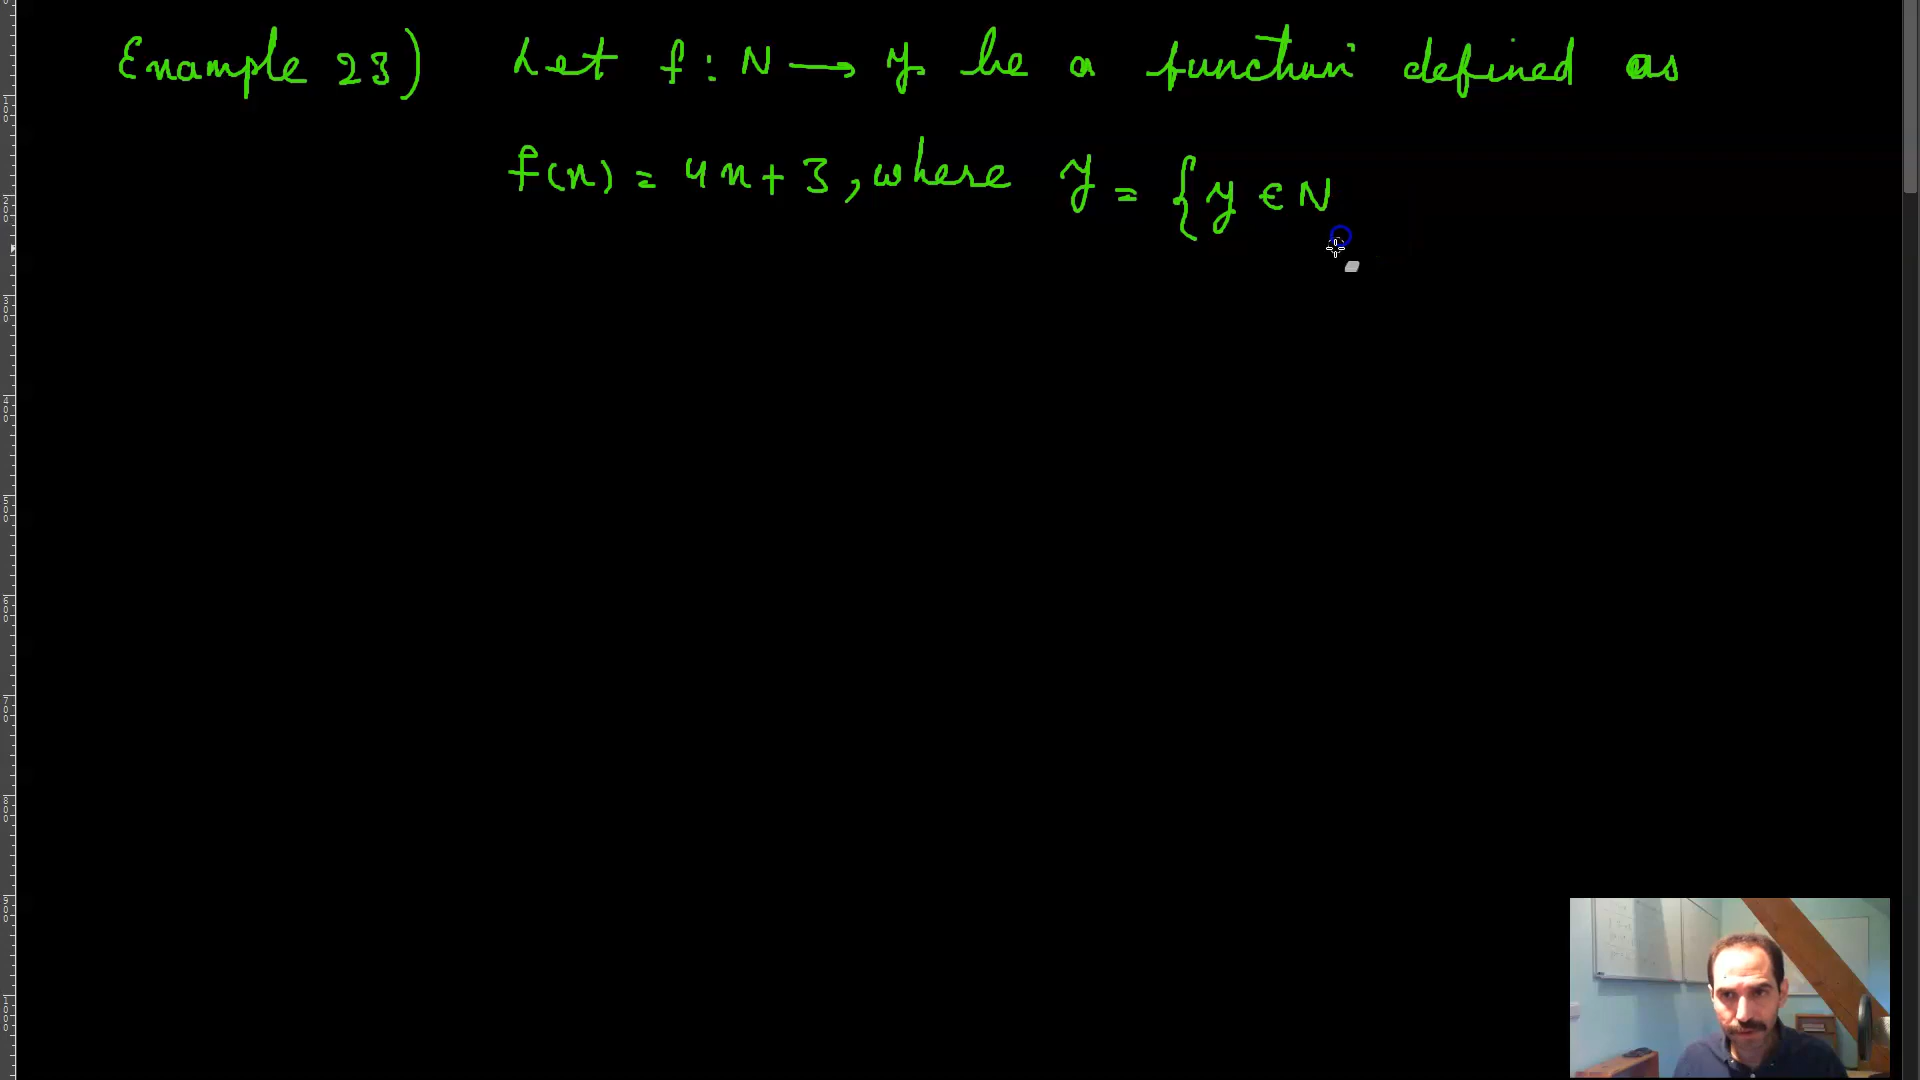 Example 23) Let f : N → Y be a function defined as
f(x) = 4x + 3, where Y = { y ∈ N